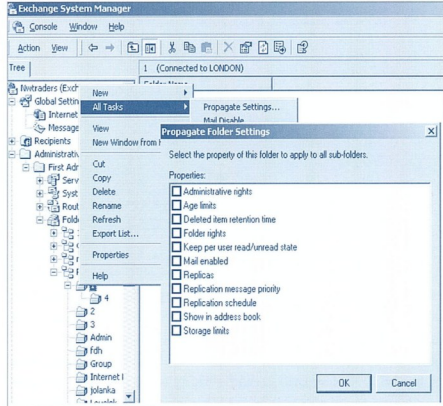 Exchange System Manager
Console Window Help
Action View
Tree
1 (Connected to LONDON)
Nwtraders (Exch
Global Settin
Internet
Message
Recipients
Administrativ
First Adr
Serv
Syst
Rout
Folde
4
2
3
Admin
fdh
Group
Internet I
jolanka
New
All Tasks
View
New Window from H
Cut
Copy
Delete
Rename
Refresh
Export List...
Properties
Help
Propagate Settings...
Mail Disable
Propagate Folder Settings
Select the property of this folder to apply to all sub-folders.
Properties:
Administrative rights
Age limits
Deleted item retention time
Folder rights
Keep per user read/unread state
Mail enabled
Replicas
Replication message priority
Replication schedule
Show in address book
Storage limits
OK Cancel